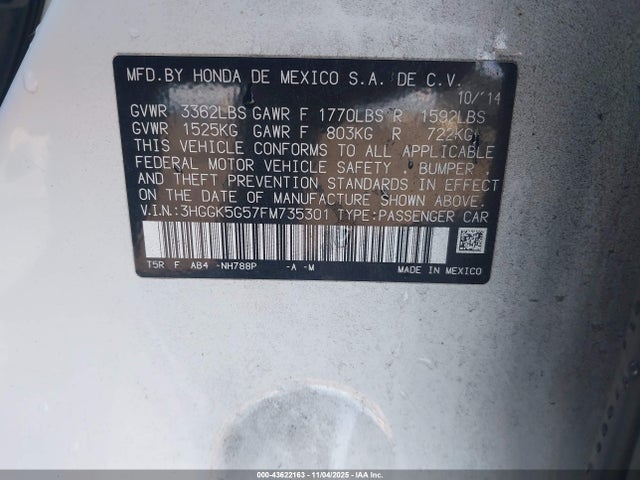 MFD.BY HONDA DE MEXICO S.A. DE C.V.
10/'14
GVWR 3362LBS GAWR F 1770LBS R 1592LBS
GVWR 1525KG GAWR F 803KG R 722KG
THIS VEHICLE CONFORMS TO ALL APPLICABLE
FEDERAL MOTOR VEHICLE SAFETY , BUMPER
AND THEFT PREVENTION STANDARDS IN EFFECT
ON THE DATE OF MANUFACTURE SHOWN ABOVE.
V.I.N.:3HGGK5G57FM735301 TYPE:PASSENGER CAR
T5R F AB4 -NH788P -A -M
MADE IN MEXICO
000-43622163 - 11/04/2025 - IAA Inc.